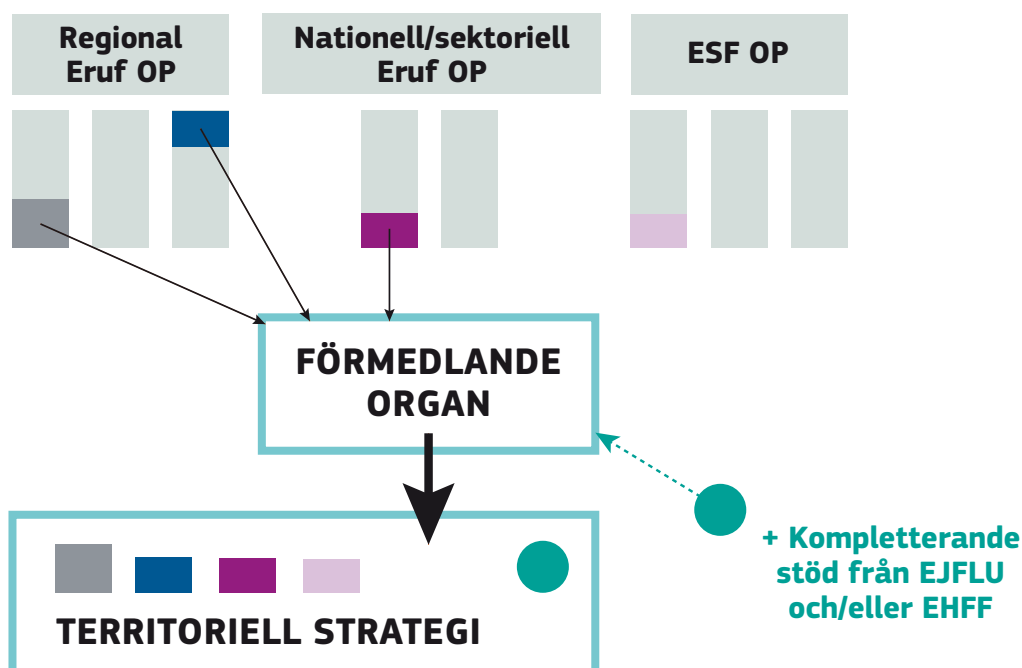 Regional
Eruf OP
Nationell/sektoriell
Eruf OP
ESF OP
FÖRMEDLANDE
ORGAN
+ Kompletterande
stöd från EJFLU
och/eller EHFF
TERRITORIELL STRATEGI